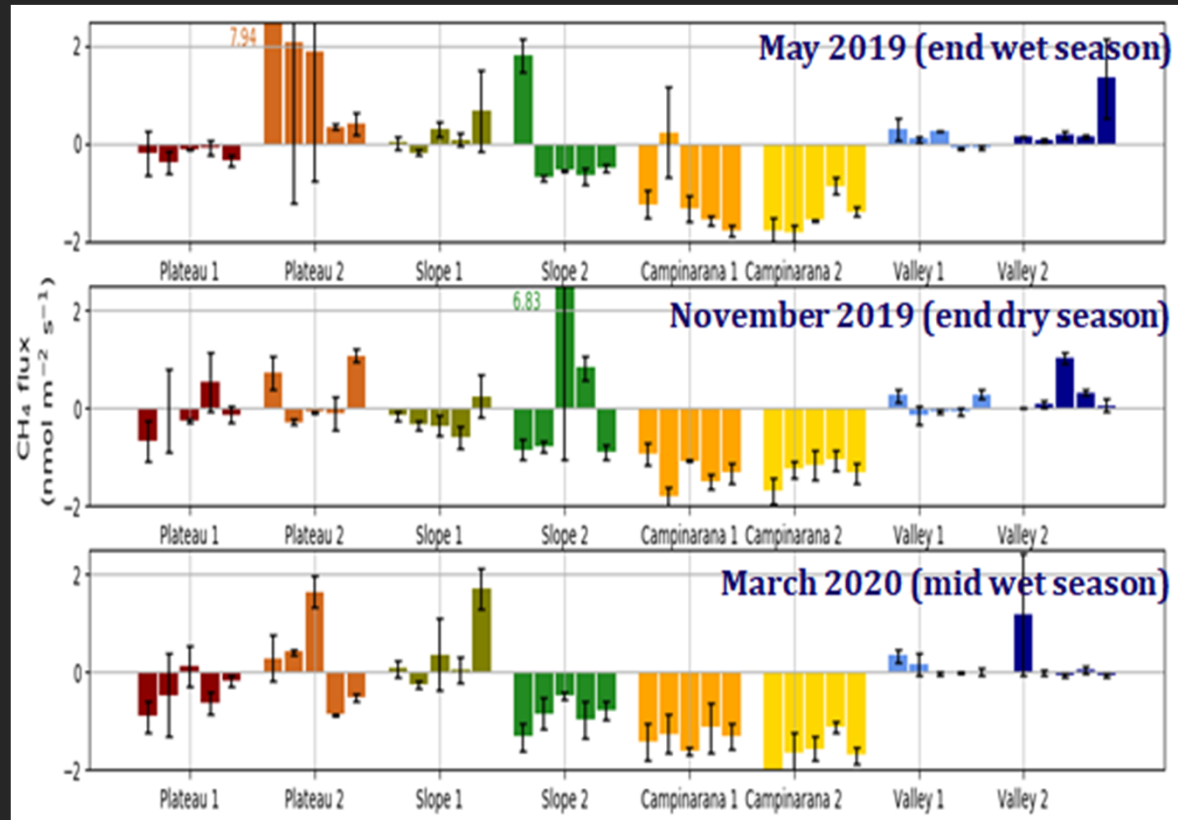 7.94
May 2019 (end wet season)
2
0
−2
Plateau 1 Plateau 2 Slope 1 Slope 2 Campinarana 1 Campinarana 2 Valley 1 Valley 2
6.83
November 2019 (end dry season)
2
0
−2
CH₄ flux
(nmol m⁻² s⁻¹)
Plateau 1 Plateau 2 Slope 1 Slope 2 Campinarana 1 Campinarana 2 Valley 1 Valley 2
March 2020 (mid wet season)
2
0
−2
Plateau 1 Plateau 2 Slope 1 Slope 2 Campinarana 1 Campinarana 2 Valley 1 Valley 2